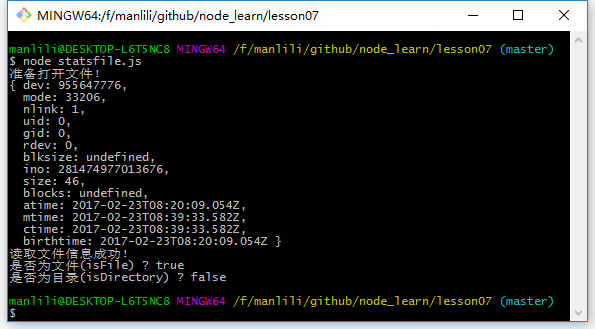 MINGW64:/f/manlili/github/node_learn/lesson07
manlili@DESKTOP-L6T5NC8 MINGW64 /f/manlili/github/node_learn/lesson07 (master)
$ node statsfile.js
准备打开文件！
{ dev: 955647776,
  mode: 33206,
  nlink: 1,
  uid: 0,
  gid: 0,
  rdev: 0,
  blksize: undefined,
  ino: 281474977013676,
  size: 46,
  blocks: undefined,
  atime: 2017-02-23T08:20:09.054Z,
  mtime: 2017-02-23T08:39:33.582Z,
  ctime: 2017-02-23T08:39:33.582Z,
  birthtime: 2017-02-23T08:20:09.054Z }
读取文件信息成功！
是否为文件(isFile) ? true
是否为目录(isDirectory) ? false
manlili@DESKTOP-L6T5NC8 MINGW64 /f/manlili/github/node_learn/lesson07 (master)
$